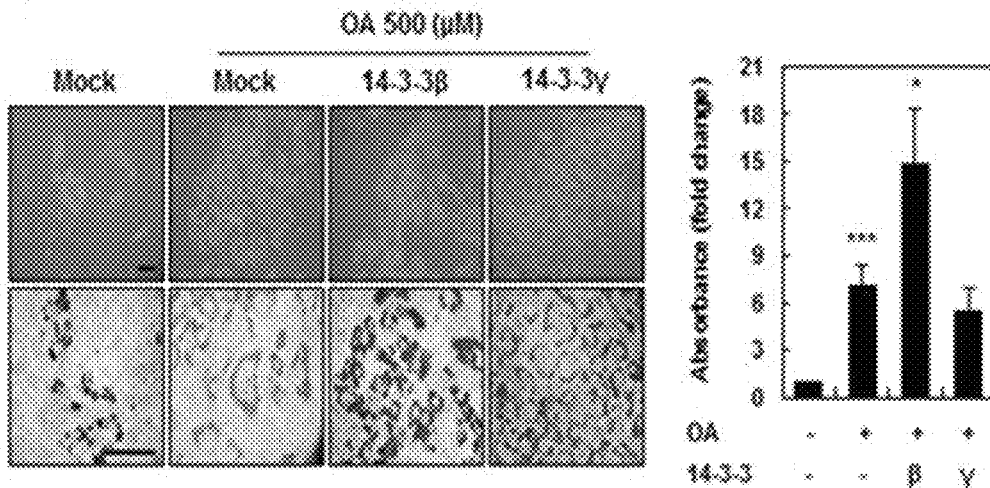 OA 500 (μM)
Mock Mock 14-3-3β 14-3-3γ
Absorbance (fold change)
21
18
15
12
9
6
3
0
*
***
OA - + + +
14-3-3 - - β γ